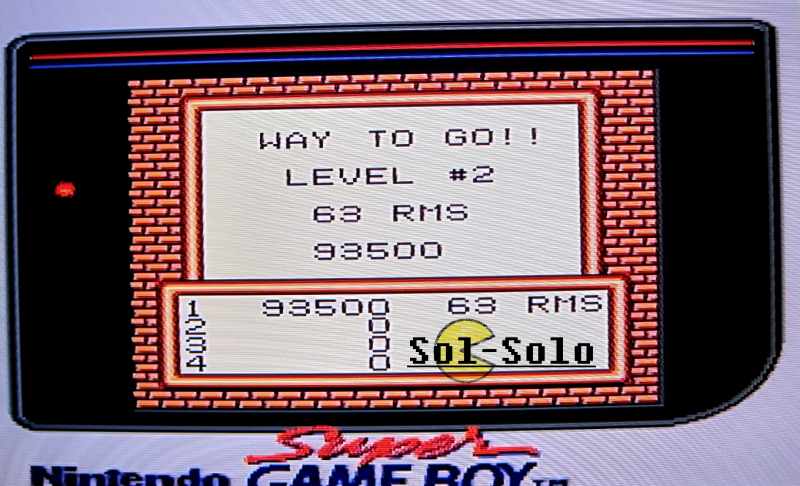 WAY TO GO!!
LEVEL #2
63 RMS
93500
1 93500 63 RMS
2 0
3 0
4 0
Sol-Solo
Super
Nintendo GAME BOY™